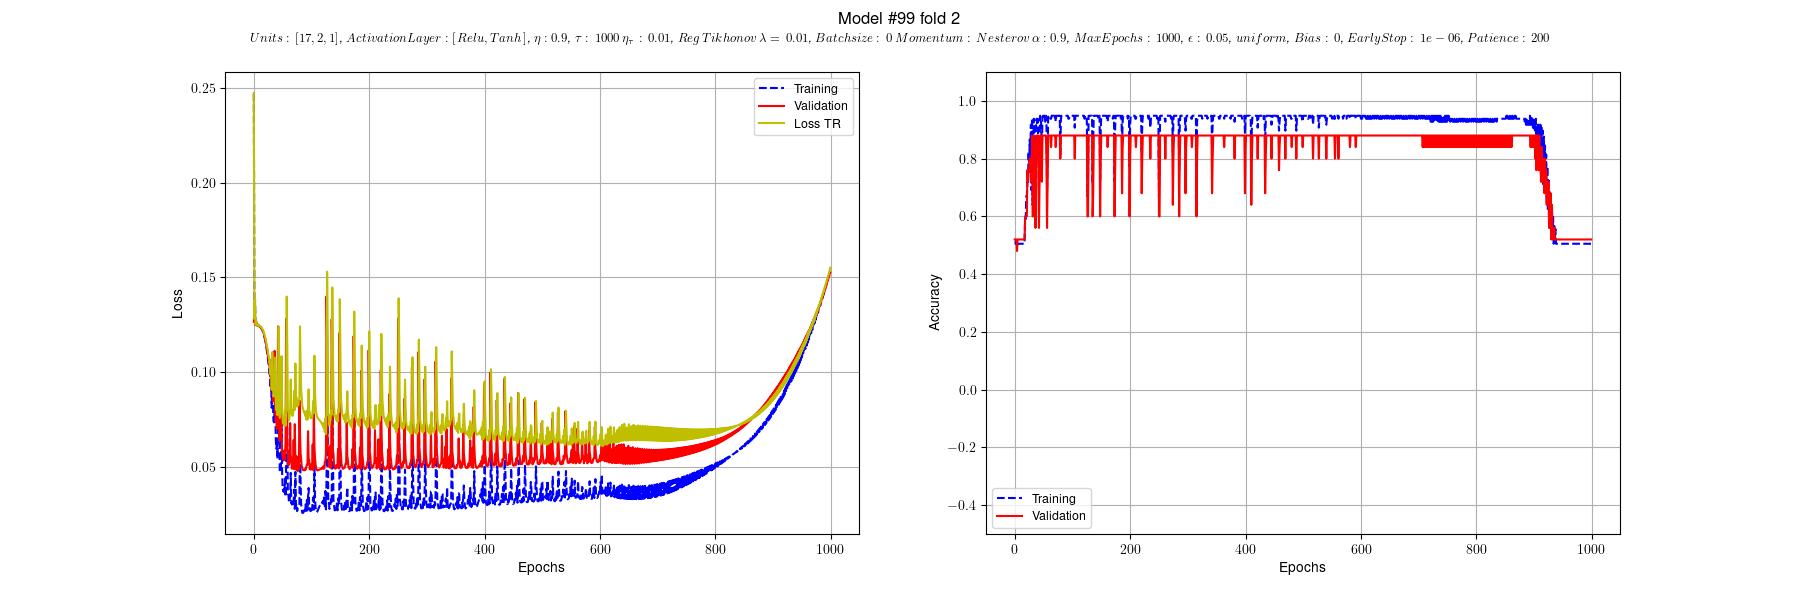 Model #99 fold 2
Units : [17, 2, 1], ActivationLayer : [Relu, Tanh], η : 0.9, τ : 1000 η_τ : 0.01, Reg Tikhonov λ = 0.01, Batchsize : 0 Momentum : Nesterov α : 0.9, MaxEpochs : 1000, ϵ : 0.05, uniform, Bias : 0, EarlyStop : 1e − 06, Patience : 200
0.25
0.20
0.15
0.10
0.05
Loss
0 200 400 600 800 1000
Epochs
Training
Validation
Loss TR
1.0
0.8
0.6
0.4
0.2
0.0
−0.2
−0.4
Accuracy
0 200 400 600 800 1000
Epochs
Training
Validation